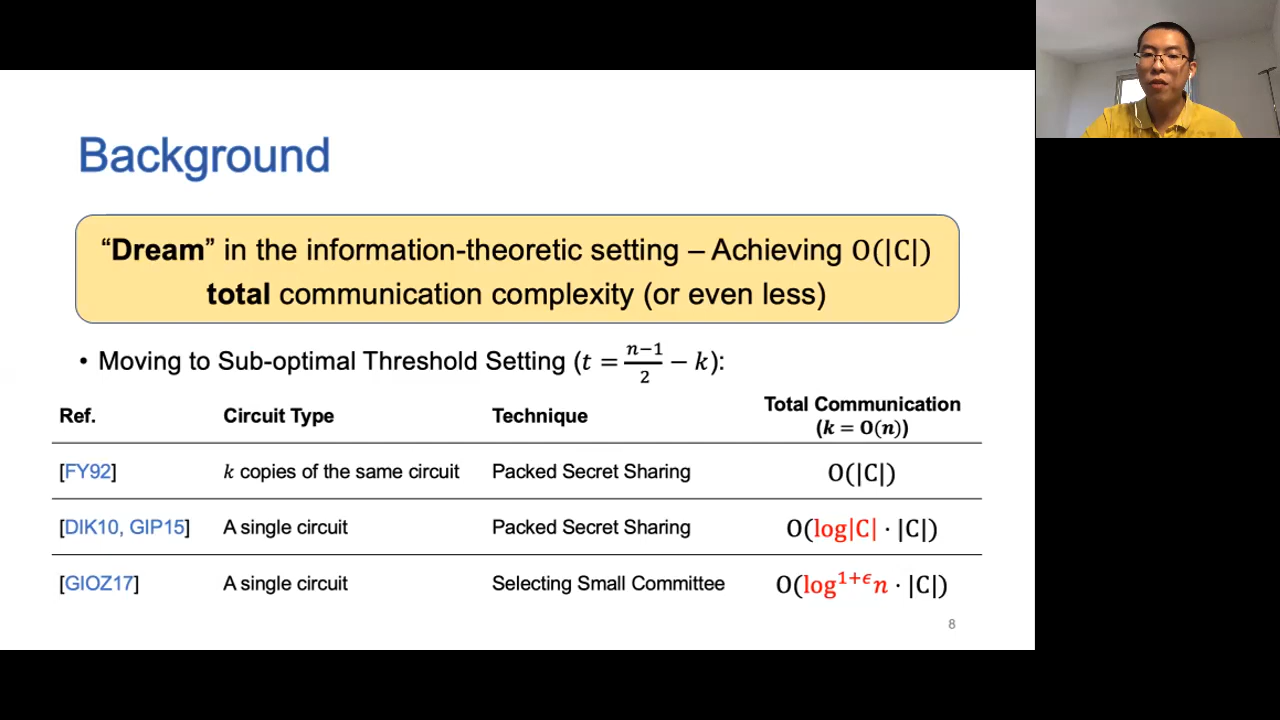 Background
“Dream” in the information-theoretic setting – Achieving O(|C|)
total communication complexity (or even less)
• Moving to Sub-optimal Threshold Setting (t = \frac{n-1}{2} − k):
Ref. Circuit Type Technique Total Communication (k = O(n))
[FY92] k copies of the same circuit Packed Secret Sharing O(|C|)
[DIK10, GIP15] A single circuit Packed Secret Sharing O(log|C| · |C|)
[GIOZ17] A single circuit Selecting Small Committee O(log^{1+ϵ} n · |C|)
8